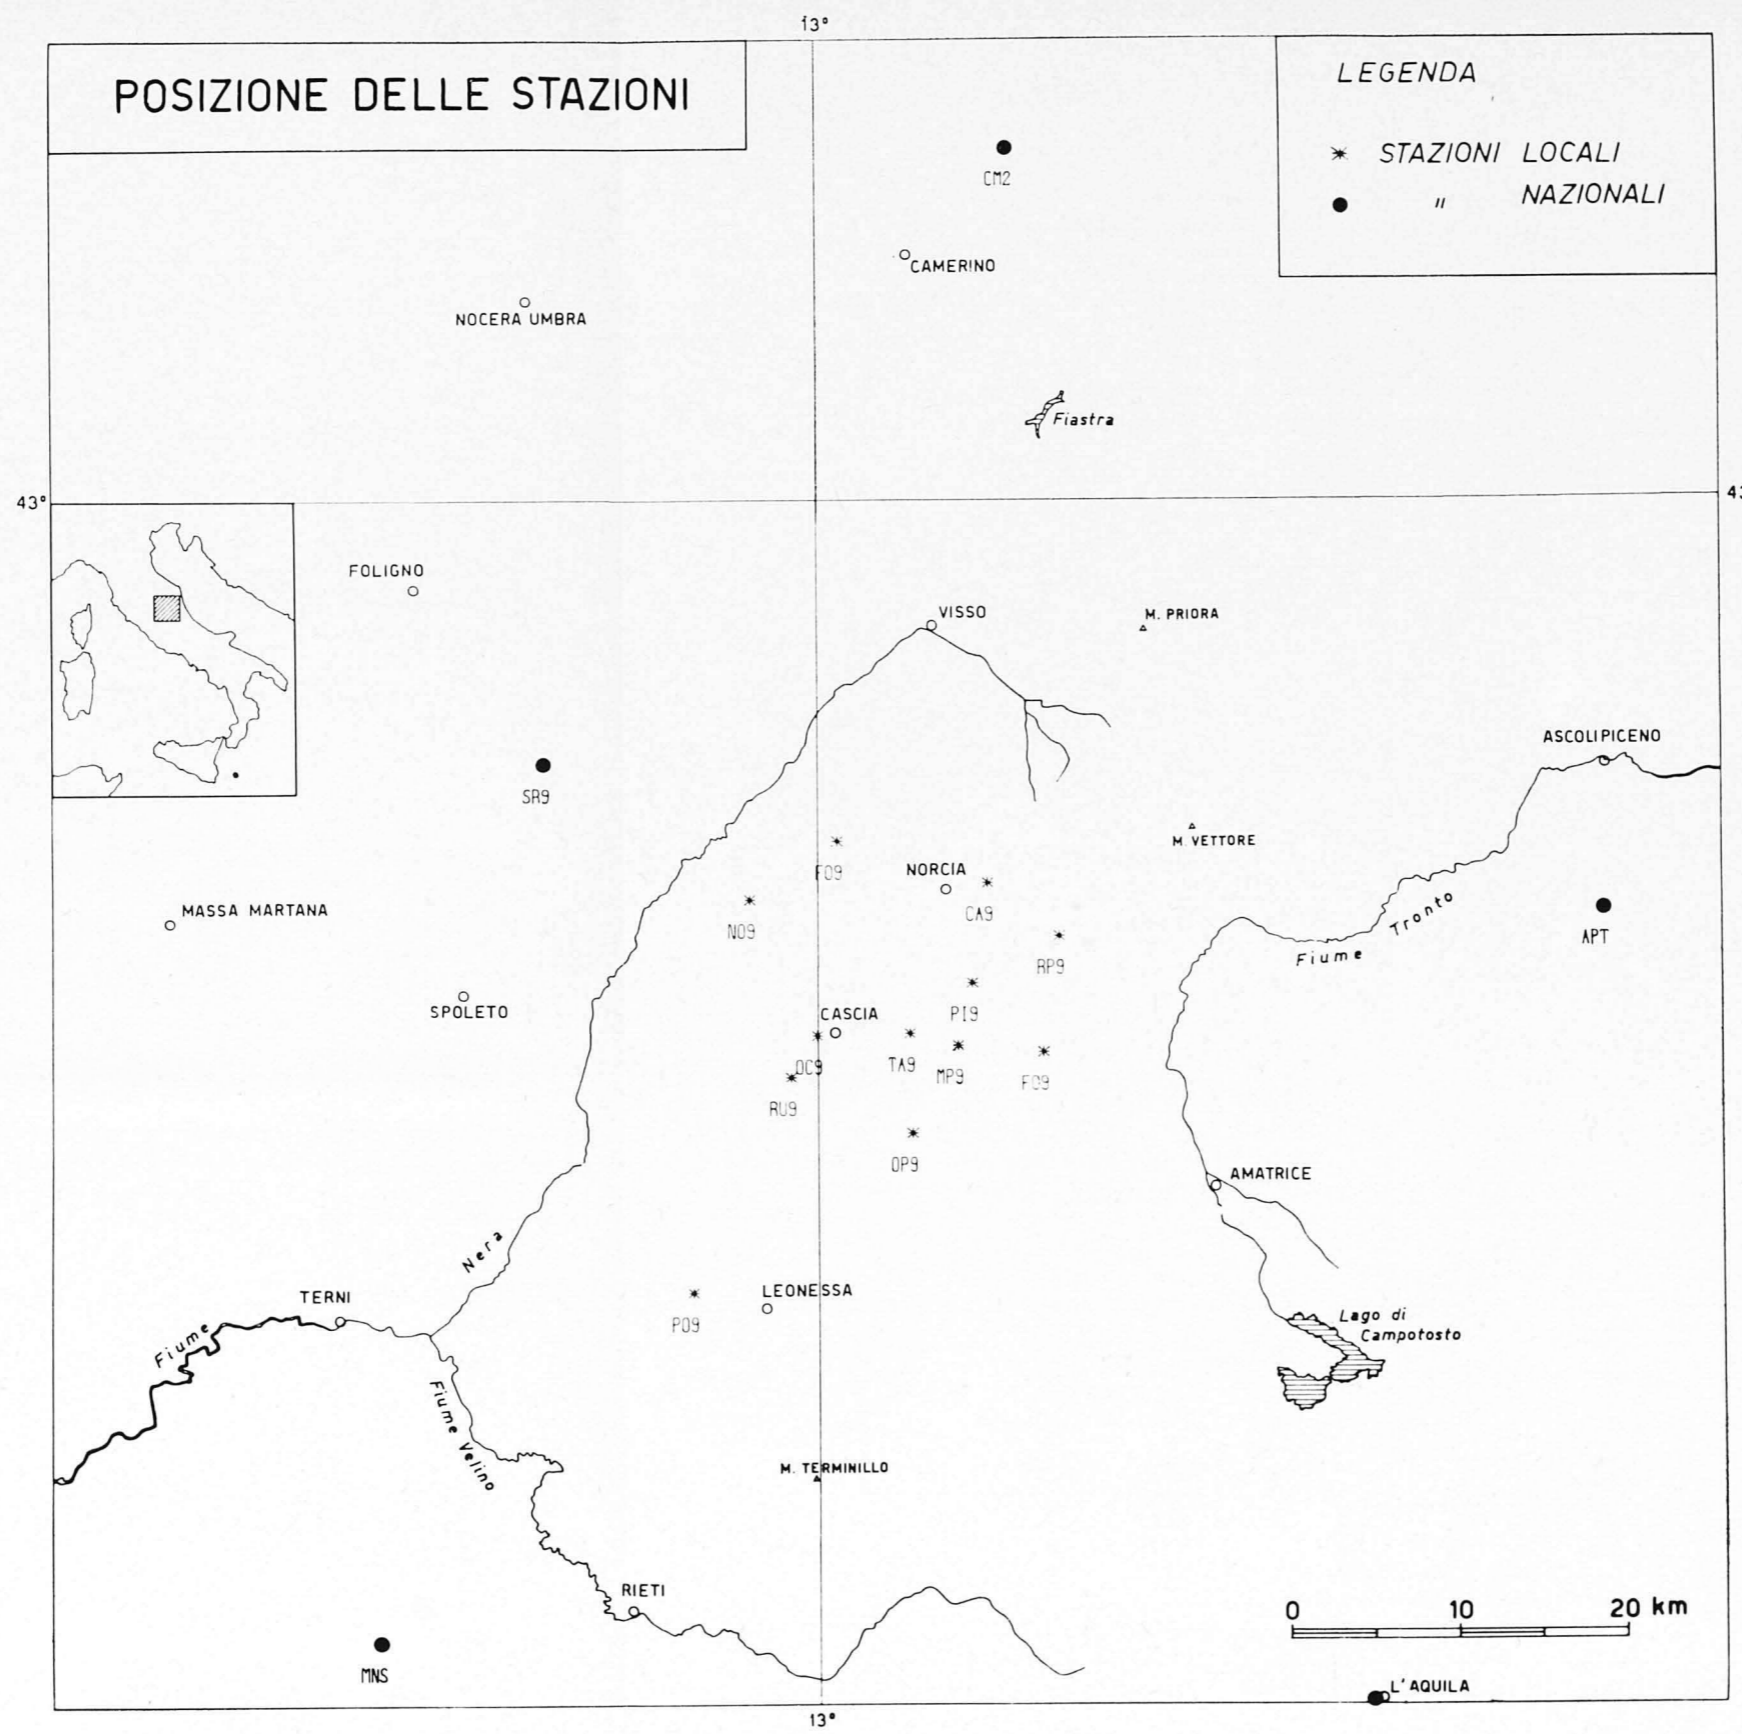 13°
POSIZIONE DELLE STAZIONI
LEGENDA
STAZIONI LOCALI
" NAZIONALI
CM2
CAMERINO
NOCERA UMBRA
Fiastra
43°
43
FOLIGNO
VISSO
M. PRIORA
ASCOLI PICENO
SR9
M. VETTORE
NORCIA
CA9
MASSA MARTANA
NO9
Fiume Tronto
APT
RP9
SPOLETO
CASCIA
PI9
OC9
TA9
MP9
RU9
OP9
AMATRICE
Nera
TERNI
LEONESSA
Lago di
Campotosto
PO9
Fiume
Fiume Velino
M. TERMINILLO
RIETI
0 10 20 km
MNS
L'AQUILA
13°